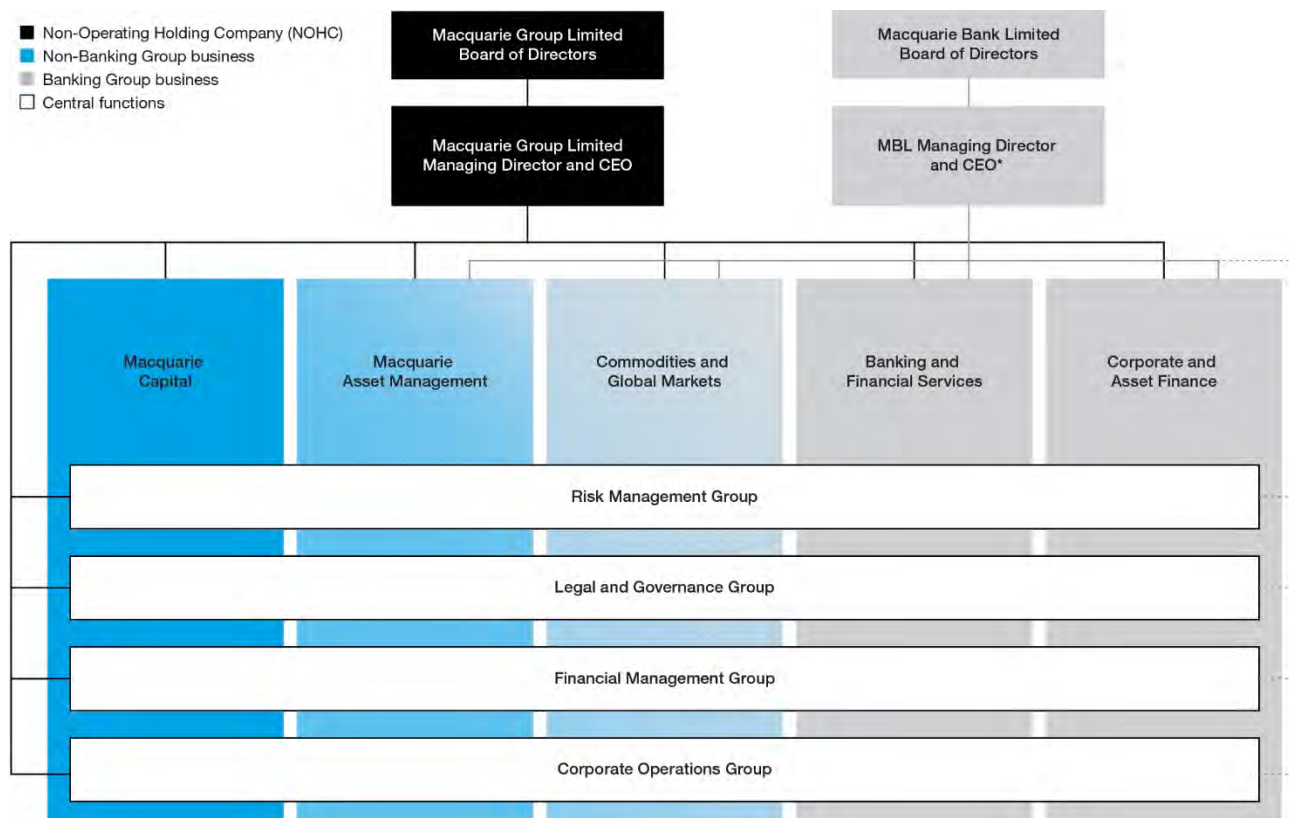 Non-Operating Holding Company (NOHC)
Non-Banking Group business
Banking Group business
Central functions
Macquarie Group Limited
Board of Directors
Macquarie Bank Limited
Board of Directors
Macquarie Group Limited
Managing Director and CEO
MBL Managing Director
and CEO*
Macquarie
Capital
Macquarie
Asset Management
Commodities and
Global Markets
Banking and
Financial Services
Corporate and
Asset Finance
Risk Management Group
Legal and Governance Group
Financial Management Group
Corporate Operations Group